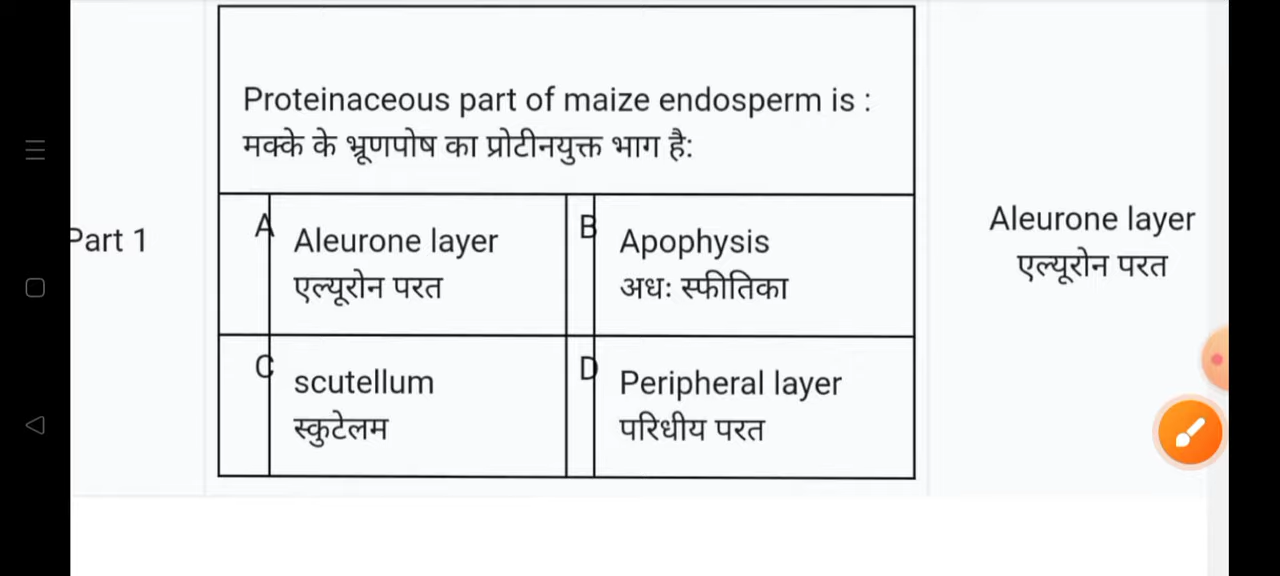 Proteinaceous part of maize endosperm is :
मक्के के भ्रूणपोष का प्रोटीनयुक्त भाग है:
Part 1
A
Aleurone layer
एल्यूरोन परत
B
Apophysis
अधः स्फीतिका
C
scutellum
स्कुटेलम
D
Peripheral layer
परिधीय परत
Aleurone layer
एल्यूरोन परत